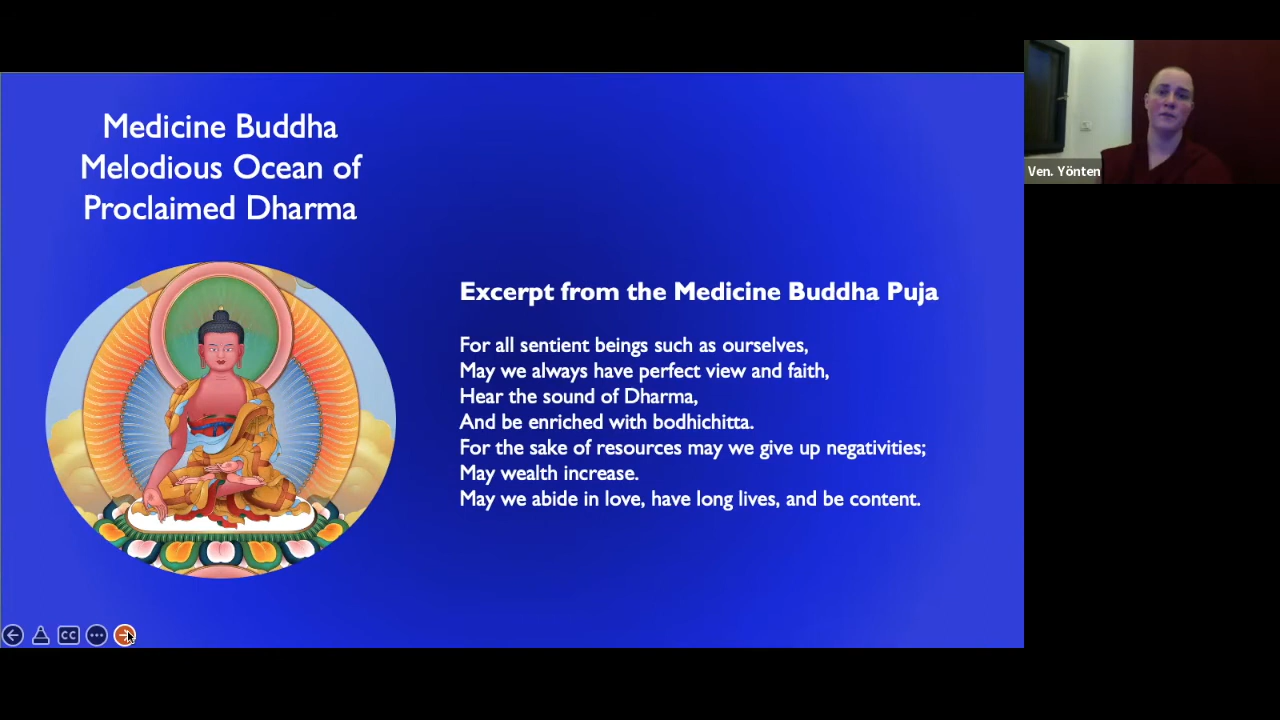 Medicine Buddha
Melodious Ocean of
Proclaimed Dharma
Excerpt from the Medicine Buddha Puja
For all sentient beings such as ourselves,
May we always have perfect view and faith,
Hear the sound of Dharma,
And be enriched with bodhichitta.
For the sake of resources may we give up negativities;
May wealth increase.
May we abide in love, have long lives, and be content.
Ven. Yönten
CC